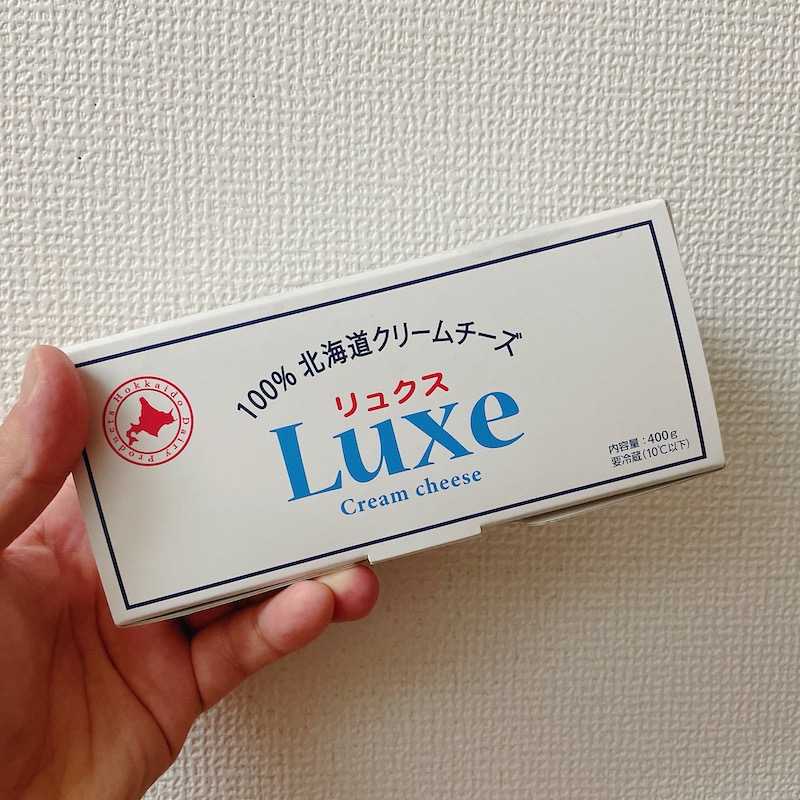 100% 北海道クリームチーズ
リュクス
Luxe
Cream cheese
Hokkaido Dairy Products
内容量：400g
要冷蔵(10℃以下)